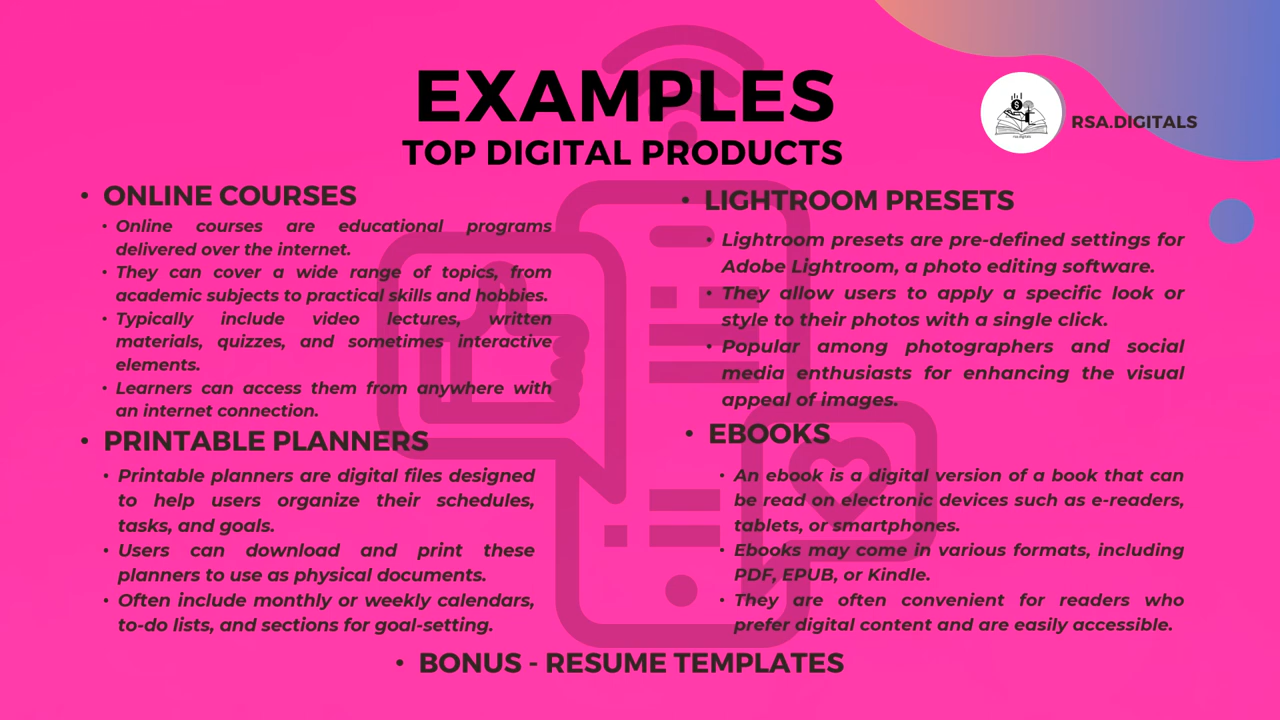 EXAMPLES
TOP DIGITAL PRODUCTS
RSA.DIGITALS
rsa.digitals
• ONLINE COURSES
• Online courses are educational programs
delivered over the internet.
• They can cover a wide range of topics, from
academic subjects to practical skills and hobbies.
• Typically include video lectures, written
materials, quizzes, and sometimes interactive
elements.
• Learners can access them from anywhere with
an internet connection.
• PRINTABLE PLANNERS
• Printable planners are digital files designed
to help users organize their schedules,
tasks, and goals.
• Users can download and print these
planners to use as physical documents.
• Often include monthly or weekly calendars,
to-do lists, and sections for goal-setting.
• LIGHTROOM PRESETS
• Lightroom presets are pre-defined settings for
Adobe Lightroom, a photo editing software.
• They allow users to apply a specific look or
style to their photos with a single click.
• Popular among photographers and social
media enthusiasts for enhancing the visual
appeal of images.
• EBOOKS
• An ebook is a digital version of a book that can
be read on electronic devices such as e-readers,
tablets, or smartphones.
• Ebooks may come in various formats, including
PDF, EPUB, or Kindle.
• They are often convenient for readers who
prefer digital content and are easily accessible.
• BONUS - RESUME TEMPLATES